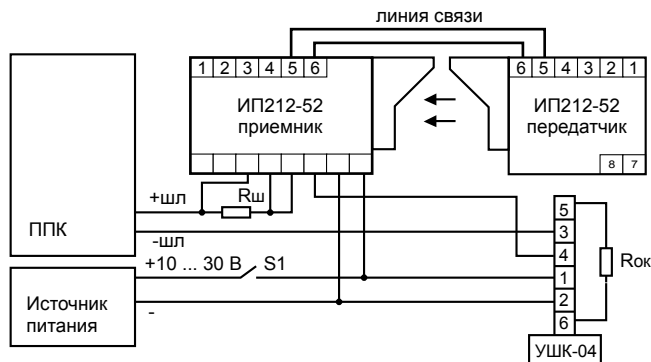 линия связи
1 2 3 4 5 6
6 5 4 3 2 1
ИП212-52
приемник
ИП212-52
передатчик
8 7
+шл
Rш
ППК
-шл
+10 ... 30 В S1
Источник
питания
-
5
3
4
1
2
6
Rок
УШК-04